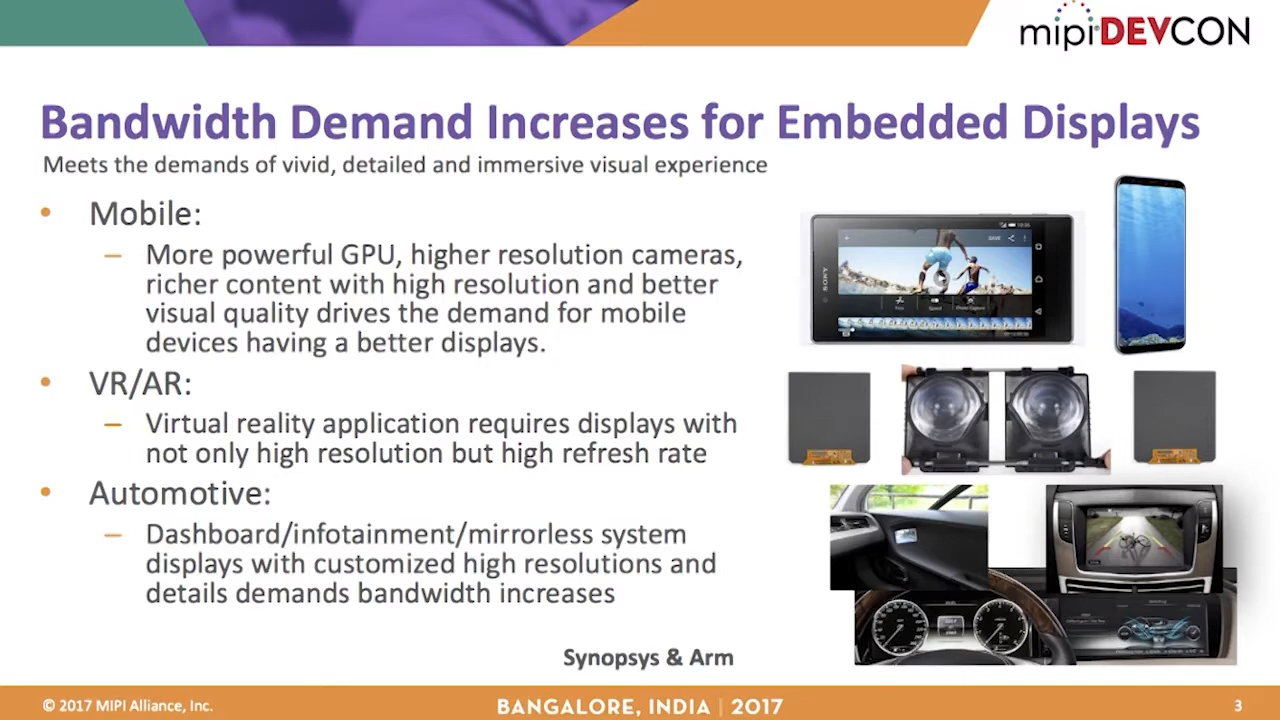 mipi DEVCON
Bandwidth Demand Increases for Embedded Displays
Meets the demands of vivid, detailed and immersive visual experience
• Mobile:
– More powerful GPU, higher resolution cameras,
richer content with high resolution and better
visual quality drives the demand for mobile
devices having a better displays.
• VR/AR:
– Virtual reality application requires displays with
not only high resolution but high refresh rate
• Automotive:
– Dashboard/infotainment/mirrorless system
displays with customized high resolutions and
details demands bandwidth increases
SONY
SAVE
Synopsys & Arm
© 2017 MIPI Alliance, Inc.
BANGALORE, INDIA | 2017
3